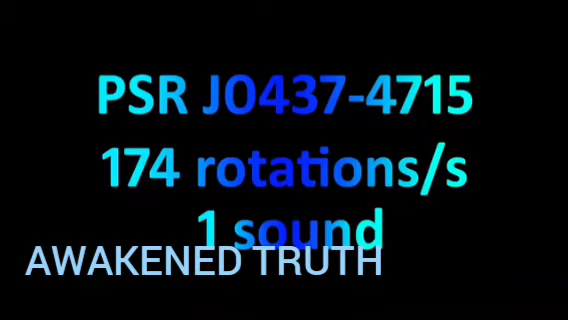 PSR J0437-4715
174 rotations/s
1 sound
AWAKENED TRUTH